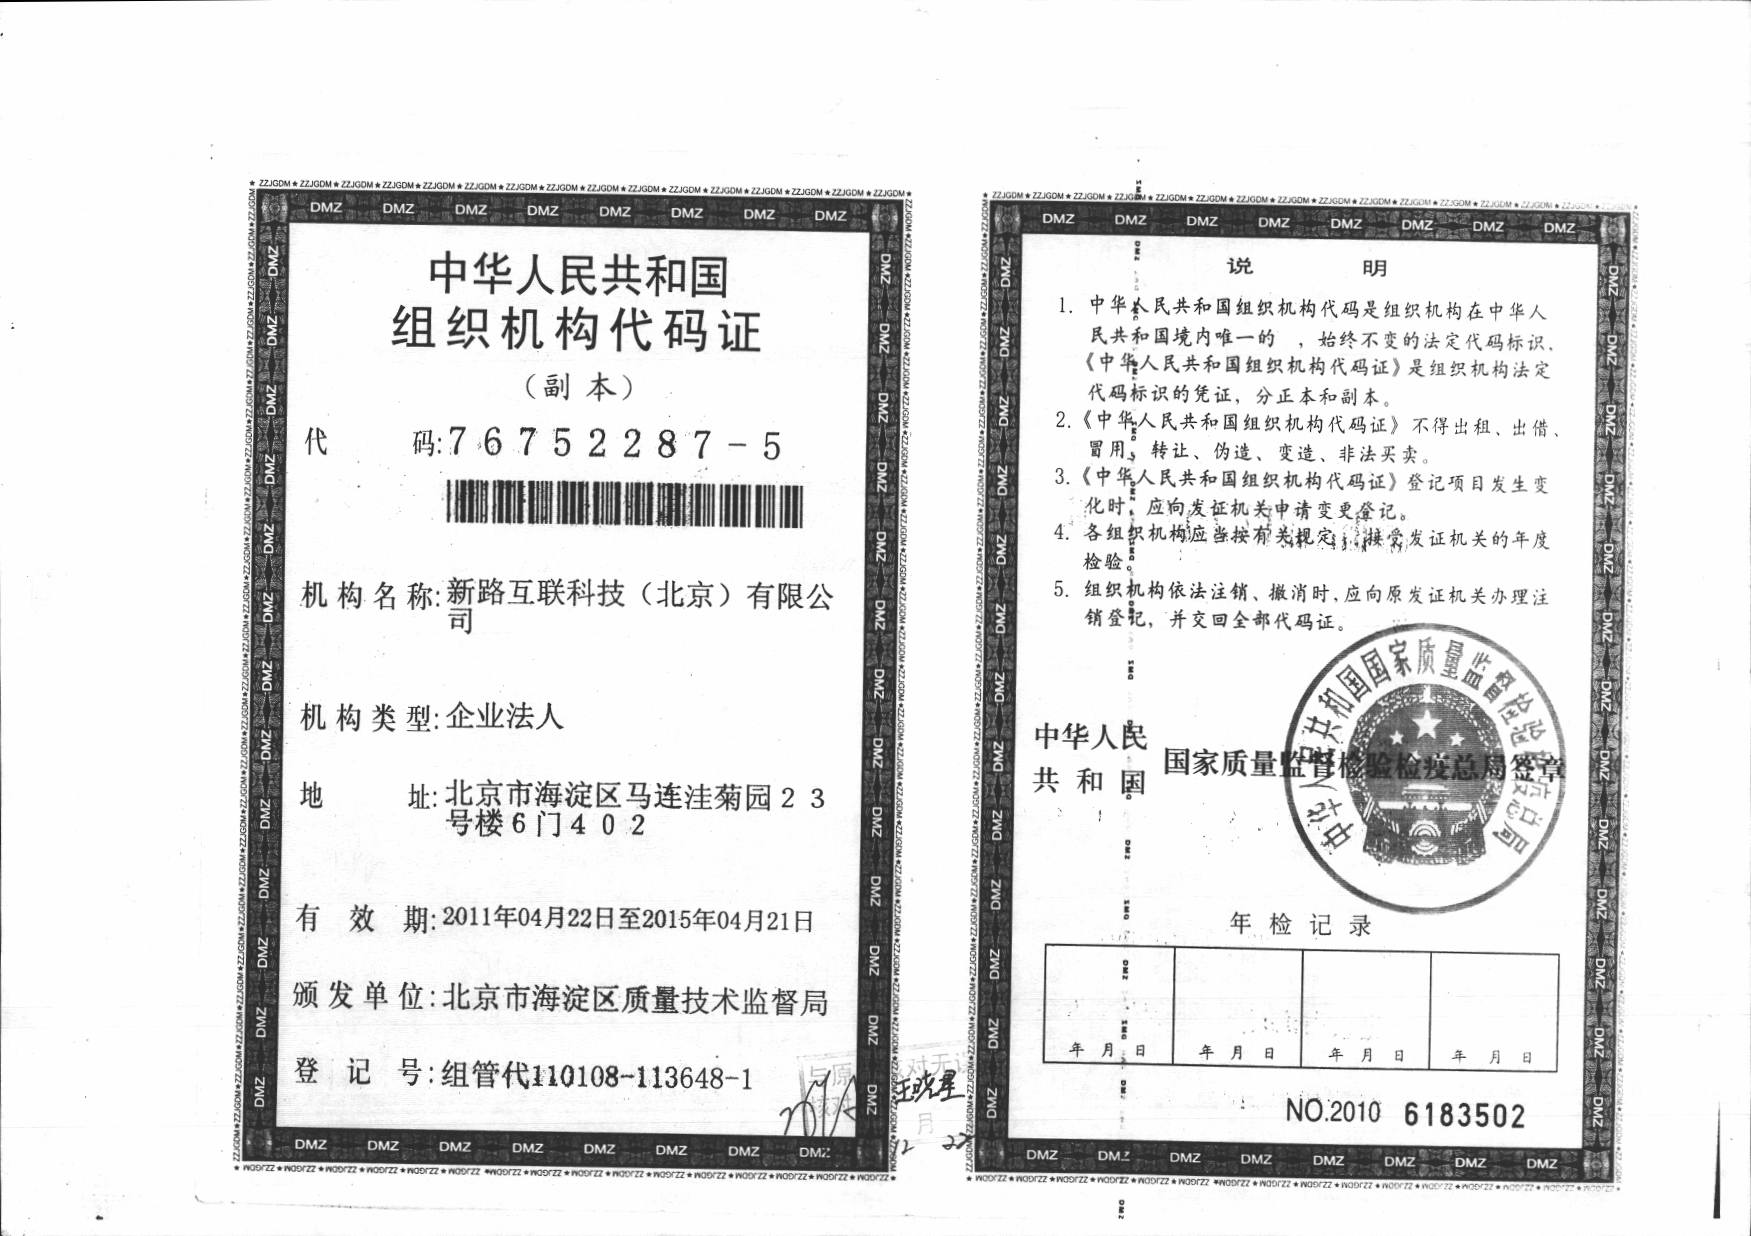 中华人民共和国
组织机构代码证
（副本）
代 码:76752287-5
机构名称:新路互联科技（北京）有限公
司
机构类型:企业法人
地 址:北京市海淀区马连洼菊园23
号楼6门402
有 效 期:2011年04月22日至2015年04月21日
颁发单位:北京市海淀区质量技术监督局
登 记 号:组管代110108-113648-1
王晓星
12 22
说 明
1. 中华人民共和国组织机构代码是组织机构在中华人
民共和国境内唯一的 ，始终不变的法定代码标识、
《中华人民共和国组织机构代码证》是组织机构法定
代码标识的凭证，分正本和副本。
2.《中华人民共和国组织机构代码证》不得出租、出借、
冒用、转让、伪造、变造、非法买卖。
3.《中华人民共和国组织机构代码证》登记项目发生变
化时，应向发证机关申请变更登记。
4. 各组织机构应当按有关规定，接受发证机关的年度
检验。
5. 组织机构依法注销、撤消时，应向原发证机关办理注
销登记，并交回全部代码证。
中华人民
共和国 国家质量监督检验检疫总局签章
中华人民共和国国家质量监督检验检疫总局
年检记录
年 月 日 年 月 日 年 月 日 年 月 日
NO.2010 6183502